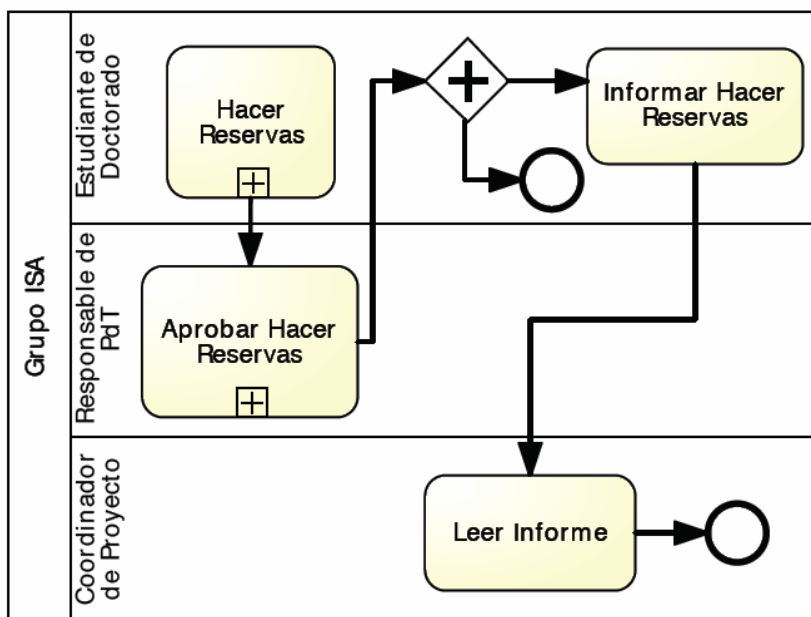 Grupo ISA
Estudiante de
Doctorado
Hacer
Reservas
Informar Hacer
Reservas
Responsable de
PdT
Aprobar Hacer
Reservas
Coordinador
de Proyecto
Leer Informe